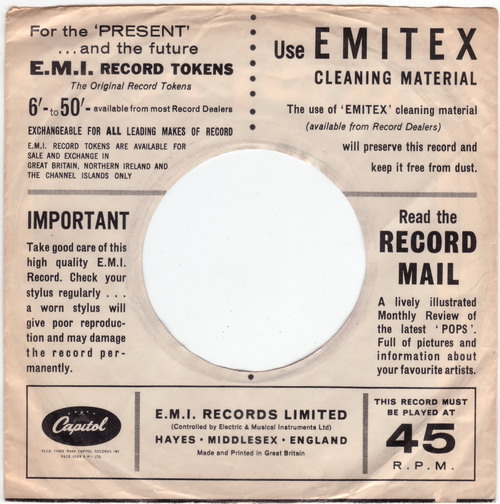 For the 'PRESENT'
...and the future
E.M.I. RECORD TOKENS
The Original Record Tokens
6/- to 50/- available from most Record Dealers
EXCHANGEABLE FOR ALL LEADING MAKES OF RECORD
E.M.I. RECORD TOKENS ARE AVAILABLE FOR
SALE AND EXCHANGE IN
GREAT BRITAIN, NORTHERN IRELAND AND
THE CHANNEL ISLANDS ONLY
Use EMITEX
CLEANING MATERIAL
The use of 'EMITEX' cleaning material
(available from Record Dealers)
will preserve this record and
keep it free from dust.
IMPORTANT
Take good care of this
high quality E.M.I.
Record. Check your
stylus regularly ...
a worn stylus will
give poor reproduc-
tion and may damage
the record per-
manently.
Read the
RECORD
MAIL
A lively illustrated
Monthly Review of
the latest 'POPS'.
Full of pictures and
information about
your favourite artists.
Capitol
E.M.I. RECORDS LIMITED
(Controlled by Electric & Musical Industries Ltd)
HAYES · MIDDLESEX · ENGLAND
Made and Printed in Great Britain
THIS RECORD MUST
BE PLAYED AT
45
R.P.M.